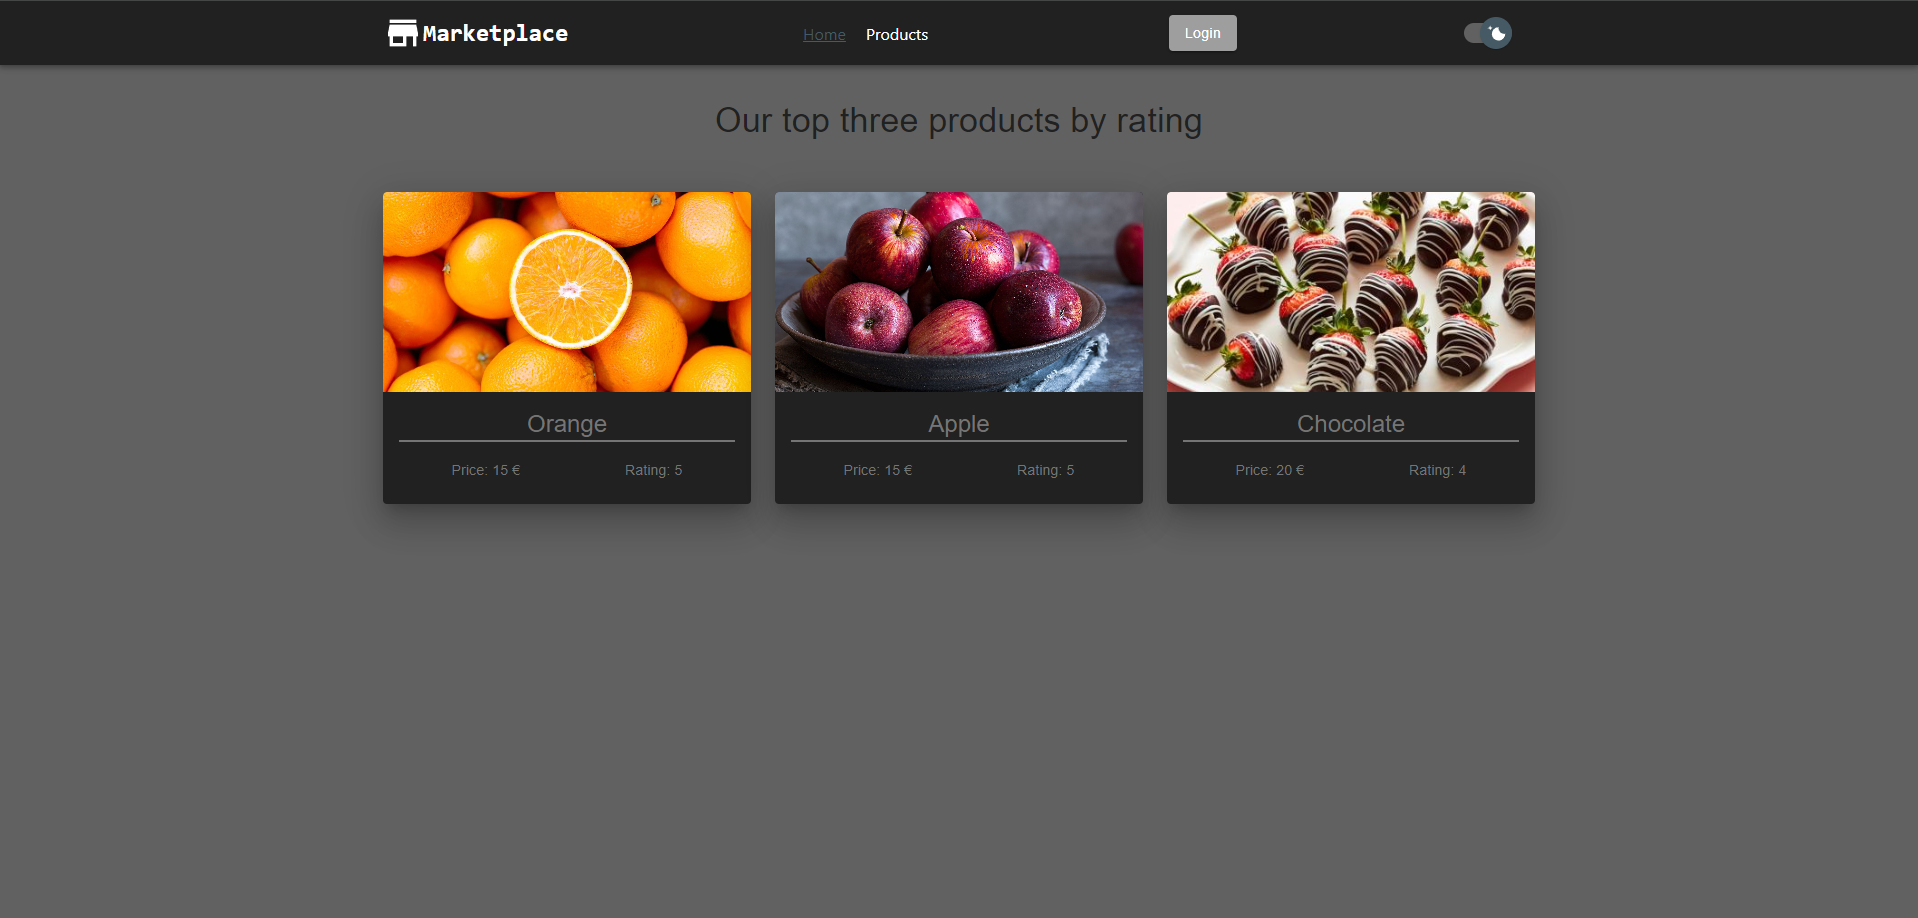 Marketplace
Home
Products
Login
Our top three products by rating
Orange
Price: 15 €
Rating: 5
Apple
Price: 15 €
Rating: 5
Chocolate
Price: 20 €
Rating: 4